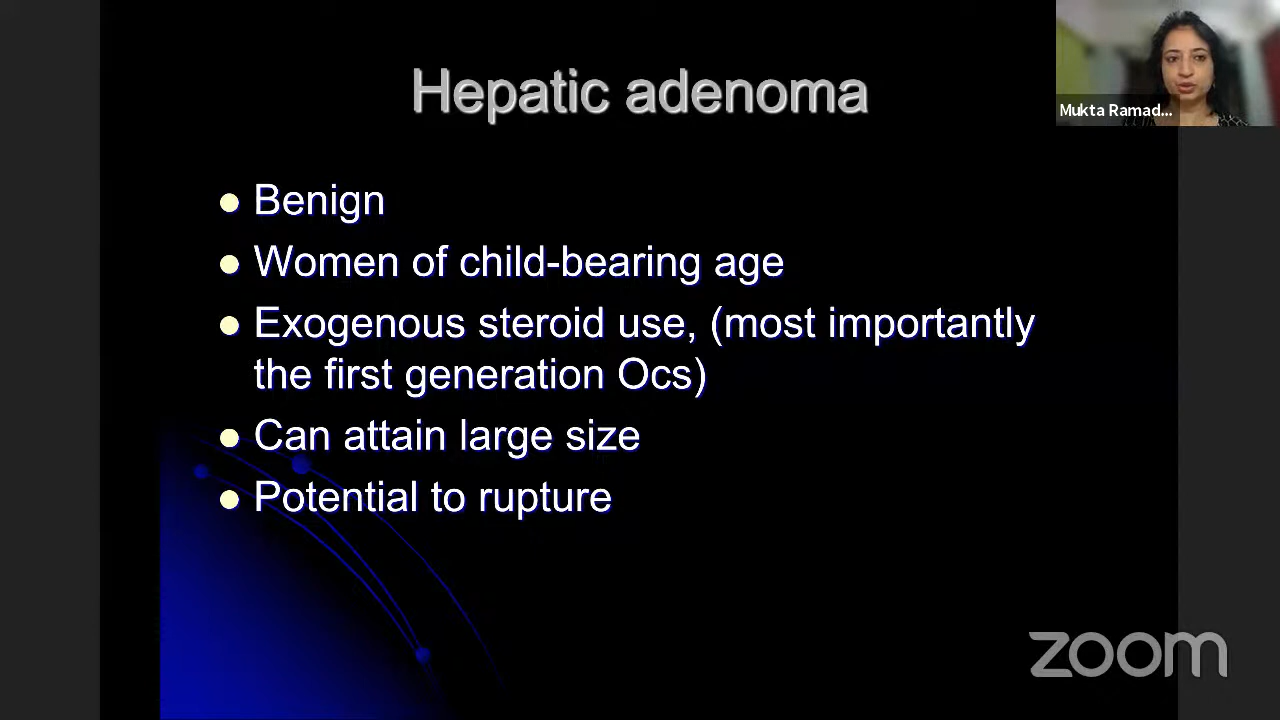 Hepatic adenoma
Mukta Ramad...
Benign
Women of child-bearing age
Exogenous steroid use, (most importantly
the first generation Ocs)
Can attain large size
Potential to rupture
zoom